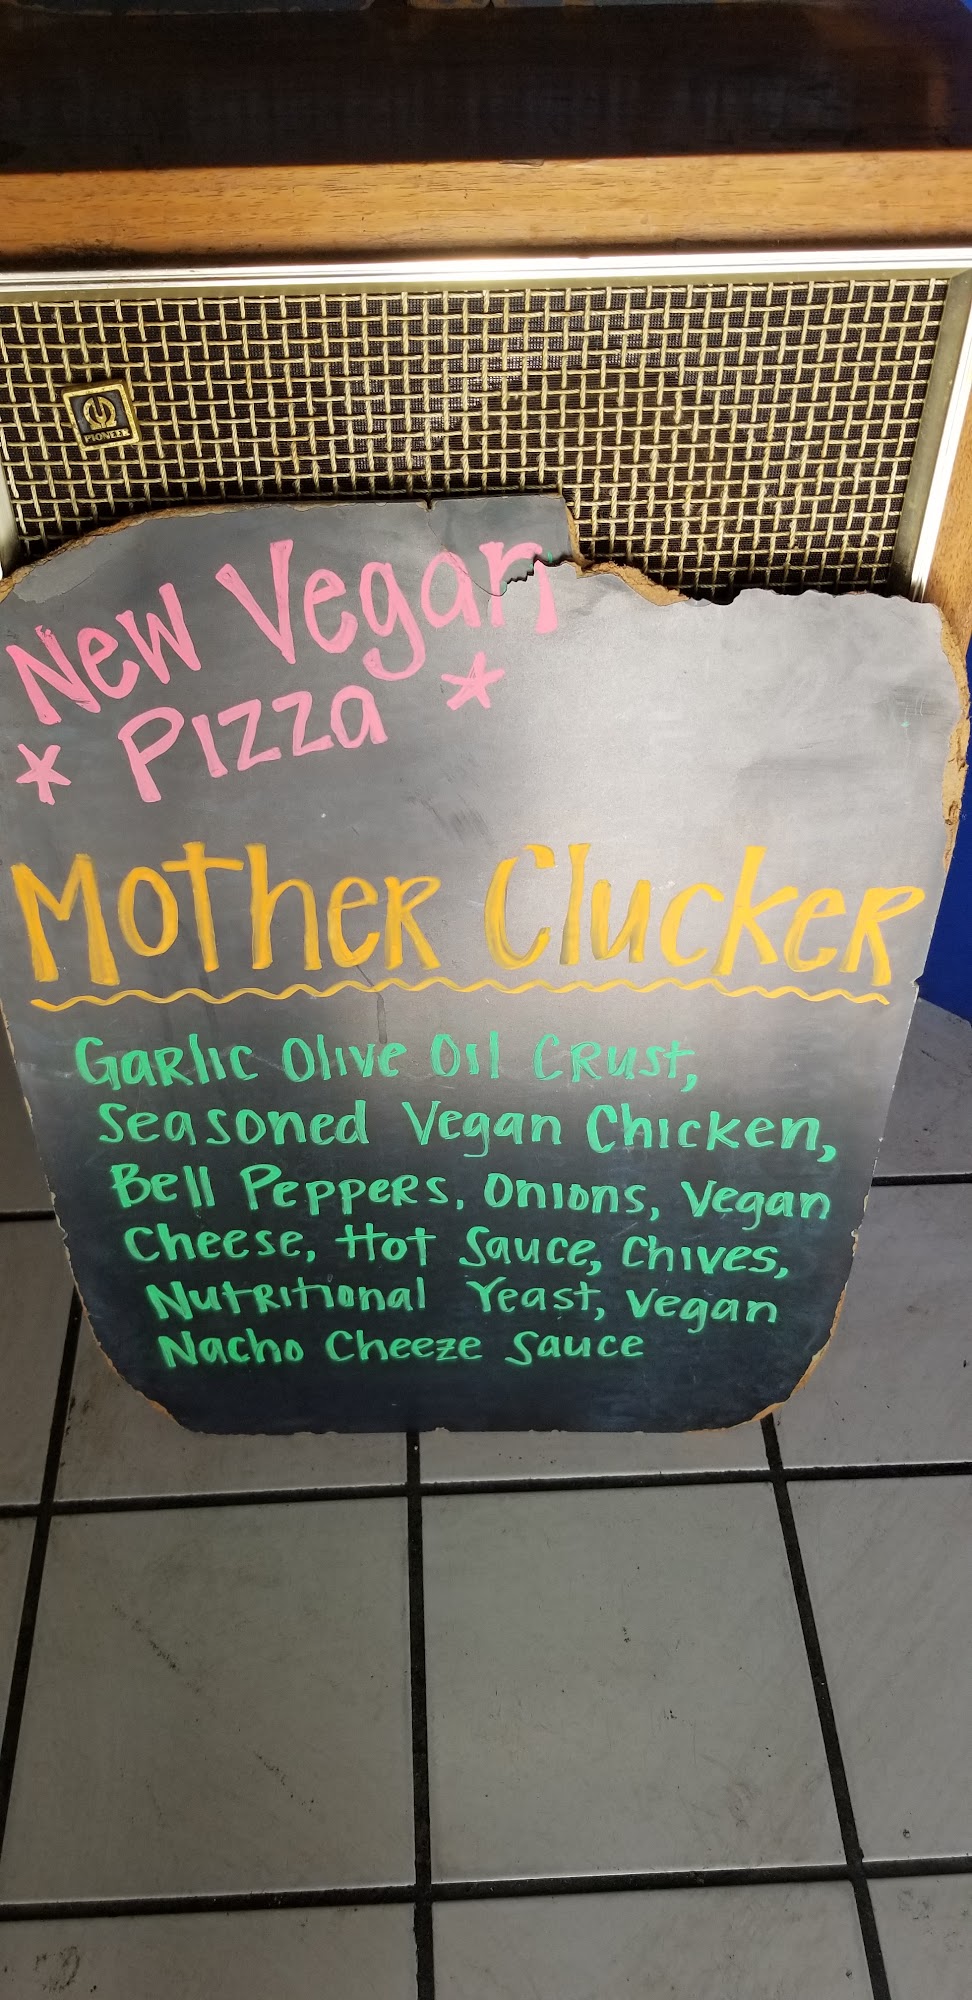 PIONEER
New Vegan
* Pizza *
Mother Clucker
Garlic Olive Oil Crust,
Seasoned Vegan Chicken,
Bell Peppers, Onions, Vegan
Cheese, Hot Sauce, Chives,
Nutritional Yeast, Vegan
Nacho Cheeze Sauce